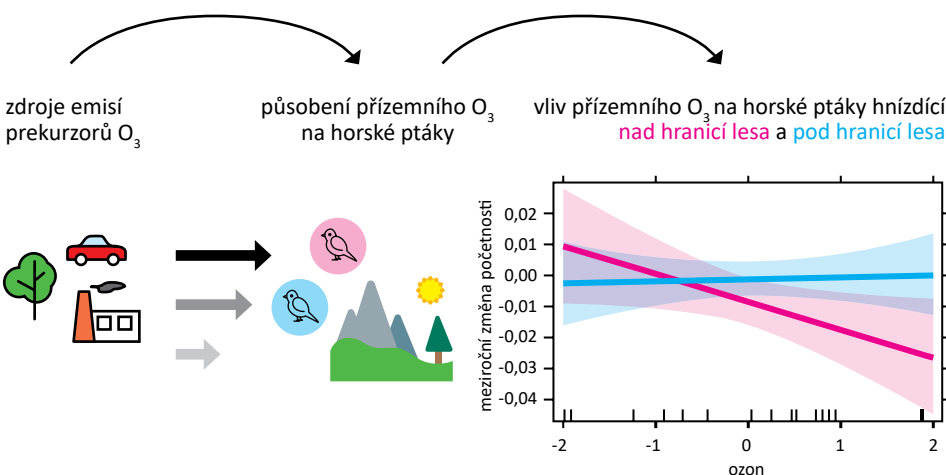 zdroje emisí
prekurzorů O₃
působení přízemního O₃
na horské ptáky
vliv přízemního O₃ na horské ptáky hnízdící
nad hranicí lesa a pod hranicí lesa
meziroční změna početnosti
0,02
0,01
0,00
-0,01
-0,02
-0,03
-0,04
-2
-1
0
1
2
ozon